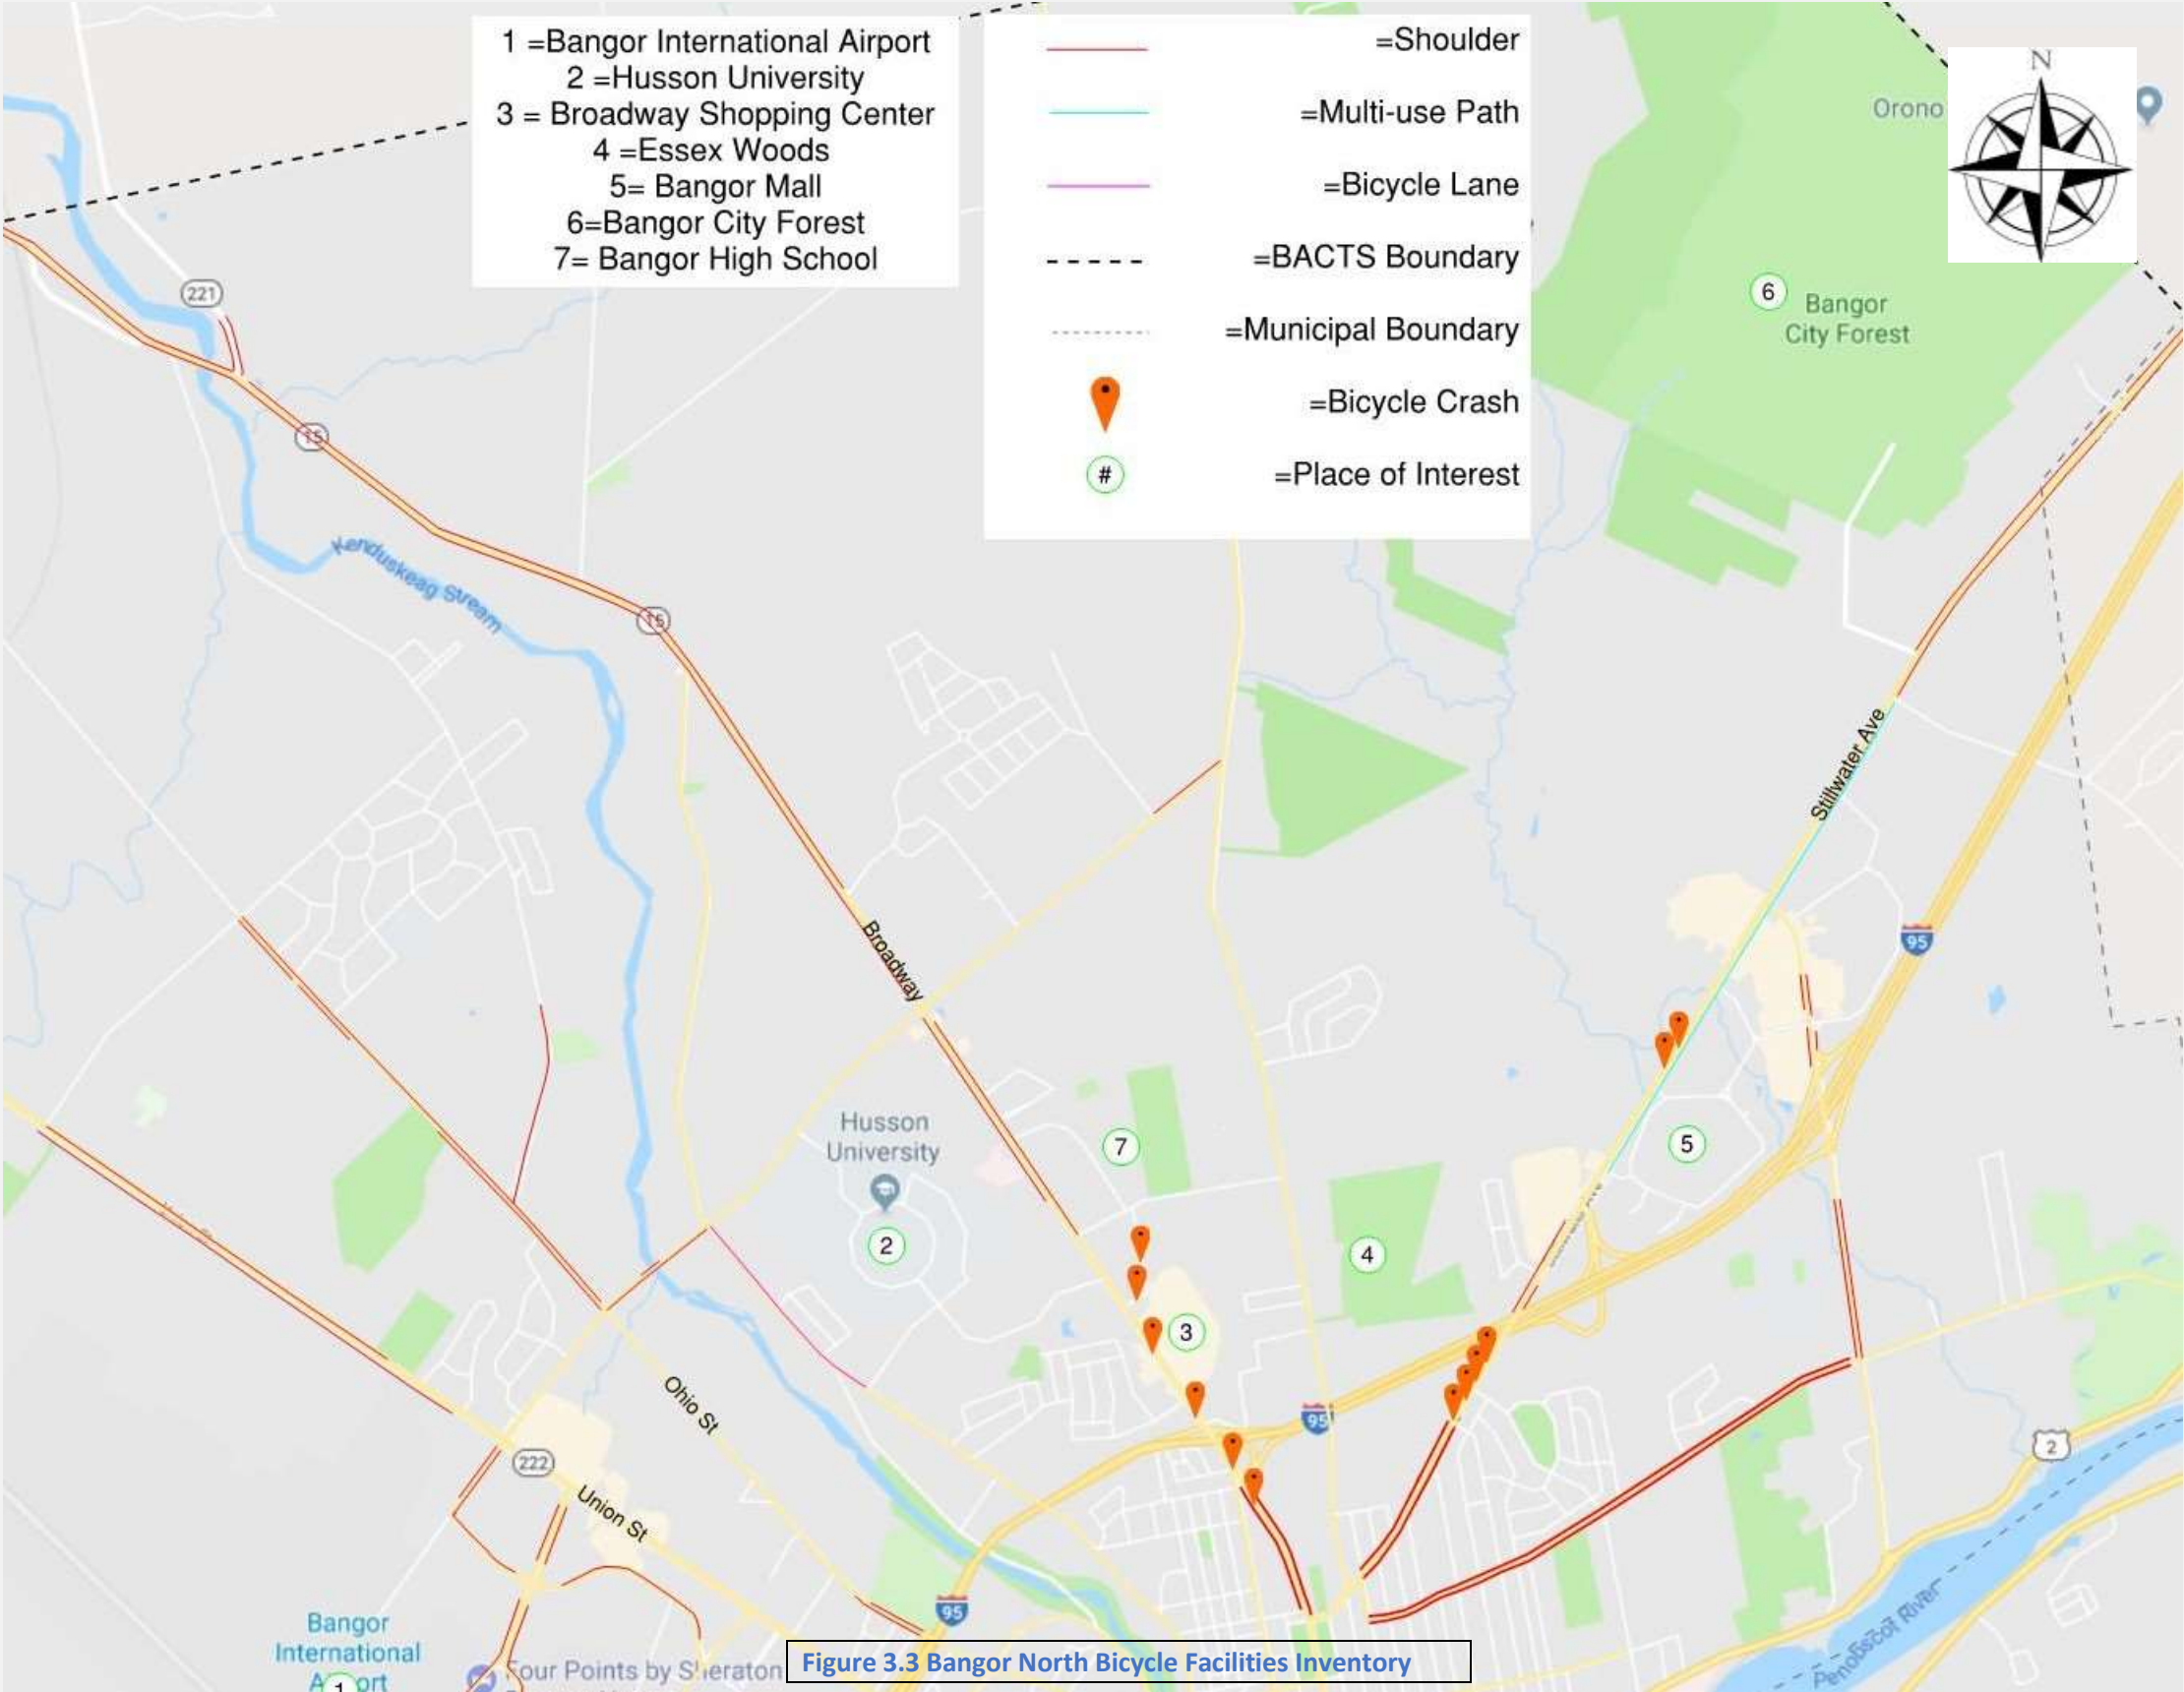 1 =Bangor International Airport
2 =Husson University
3 = Broadway Shopping Center
4 =Essex Woods
5= Bangor Mall
6=Bangor City Forest
7= Bangor High School
=Shoulder
=Multi-use Path
=Bicycle Lane
=BACTS Boundary
=Municipal Boundary
=Bicycle Crash
#
=Place of Interest
N
Orono
6
Bangor
City Forest
221
15
Kenduskeag Stream
15
Stillwater Ave
Broadway
95
Husson
University
7
5
2
4
3
Ohio St
95
222
2
Union St
95
Bangor
International
1
Four Points by
Penobscot River
Figure 3.3 Bangor North Bicycle Facilities Inventory